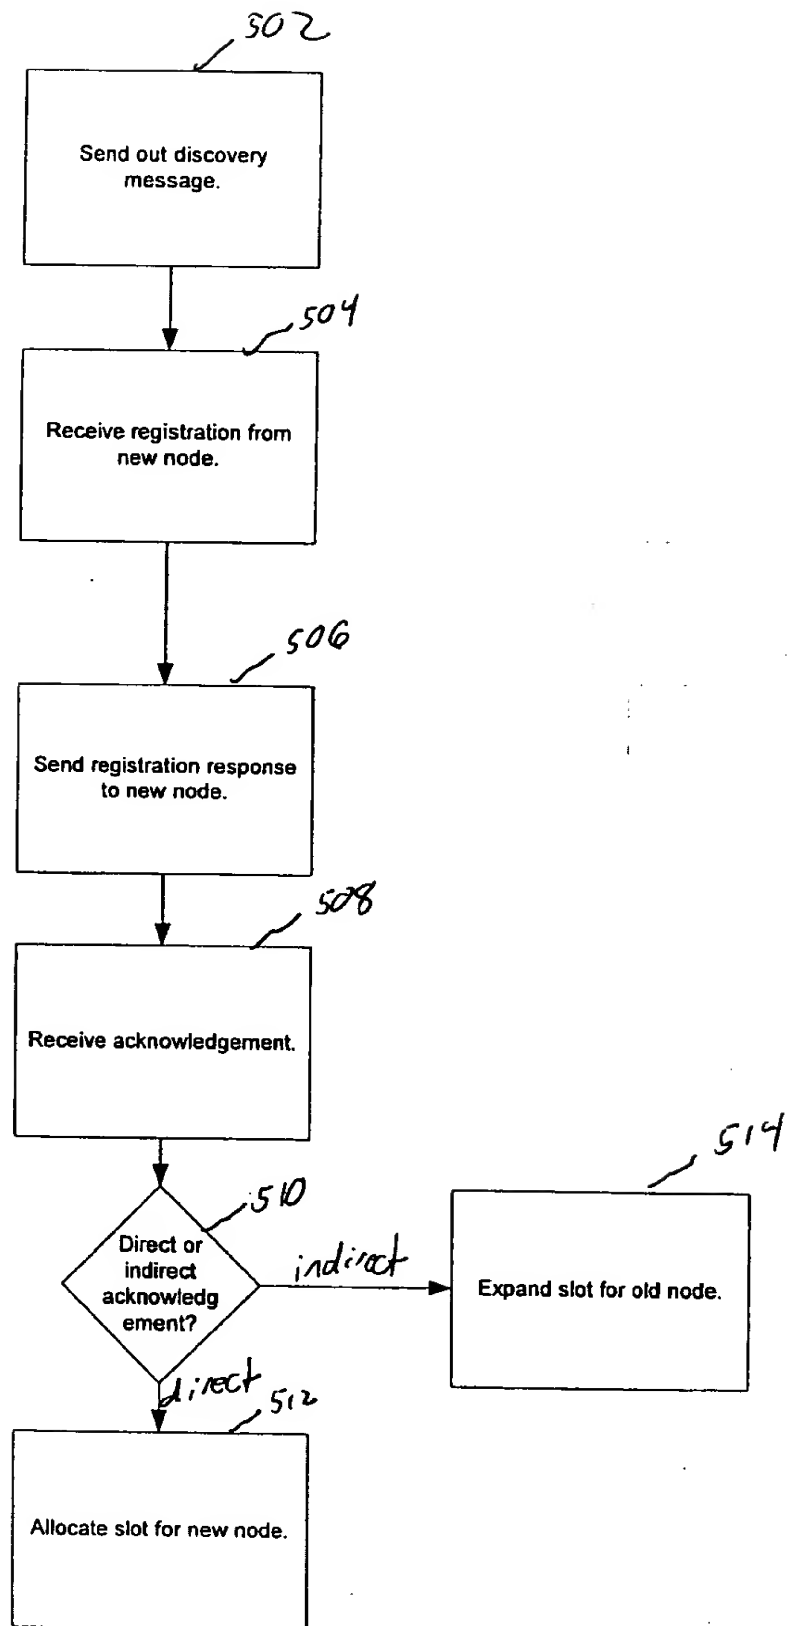 502
Send out discovery
message.
504
Receive registration from
new node.
506
Send registration response
to new node.
508
Receive acknowledgement.
510
Direct or
indirect
acknowledg
ement?
indirect
514
Expand slot for old node.
direct
512
Allocate slot for new node.